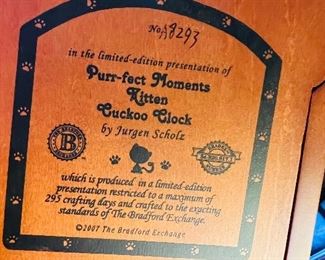 No. A8293
in the limited-edition presentation of
Purr-fect Moments
Kitten
Cuckoo Clock
by Jurgen Scholz
B
which is produced in a limited-edition
presentation restricted to a maximum of
295 crafting days and crafted to the exacting
standards of The Bradford Exchange.
©2007 The Bradford Exchange